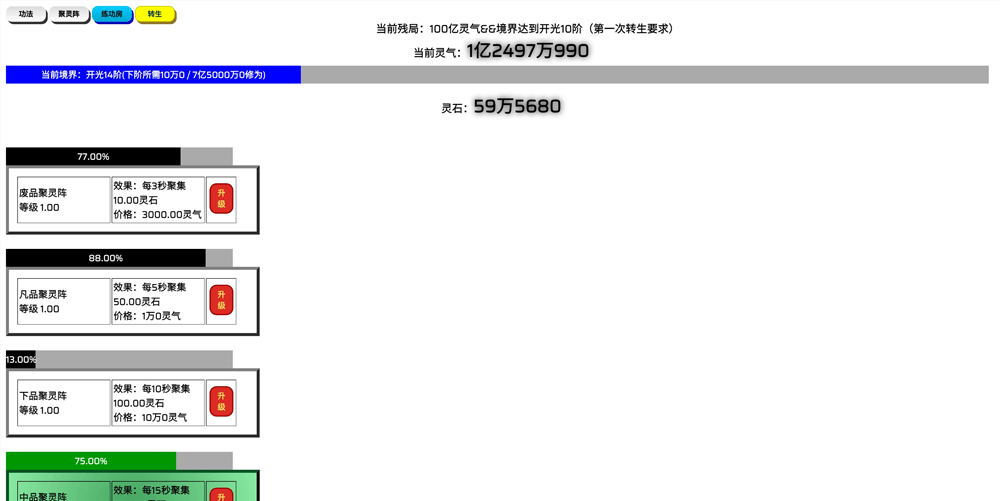 功法 聚灵阵 练功房 转生
当前残局：100亿灵气&&境界达到开光10阶（第一次转生要求）
当前灵气：1亿2497万990
当前境界：开光14阶(下阶所需10万0 / 7亿5000万0修为)
灵石：59万5680
77.00%
废品聚灵阵
等级 1.00
效果：每3秒聚集
10.00灵石
价格：3000.00灵气
升
级
88.00%
凡品聚灵阵
等级 1.00
效果：每5秒聚集
50.00灵石
价格：1万0灵气
升
级
13.00%
下品聚灵阵
等级 1.00
效果：每10秒聚集
100.00灵石
价格：10万0灵气
升
级
75.00%
中品聚灵阵
效果：每15秒聚集
升